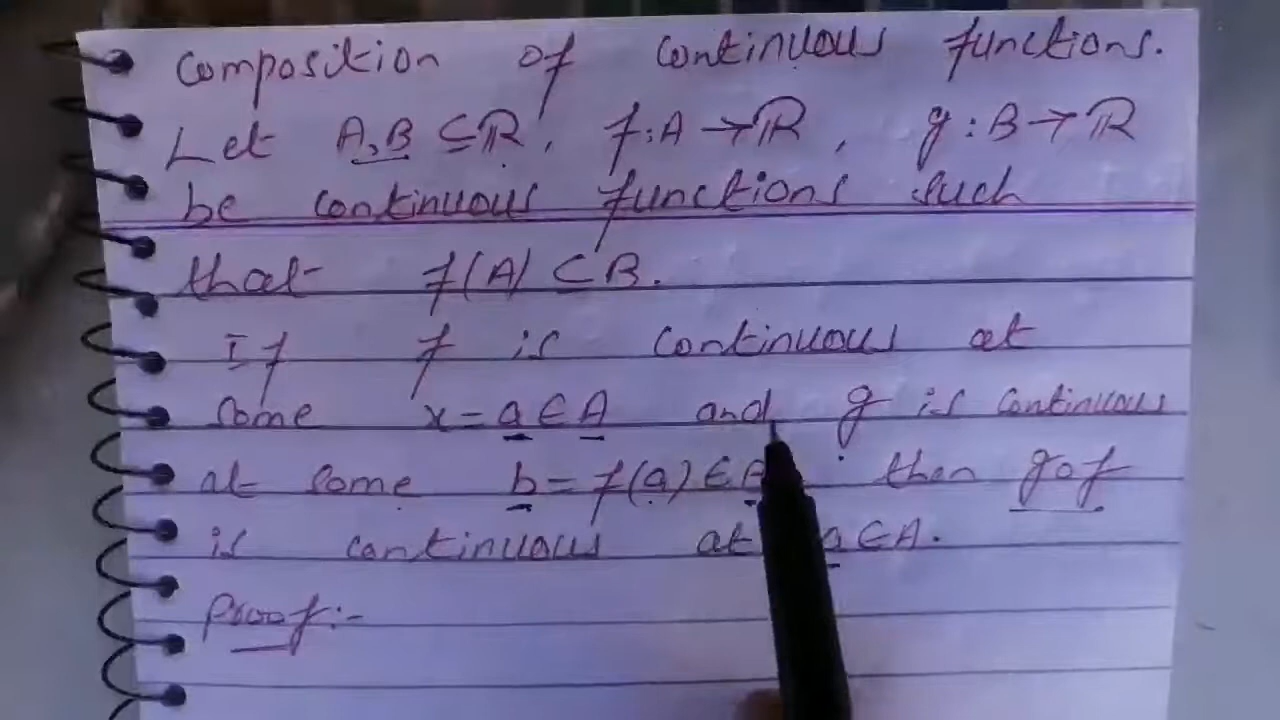 Composition of continuous functions.
Let A,B ⊆ ℝ, f: A → ℝ, g: B → ℝ
be continuous functions such
that f(A) ⊆ B.
If f is continuous at
some x = a ∈ A and g is continuous
at some b = f(a) ∈ then gof
is continuous at a ∈ A.
Proof:-